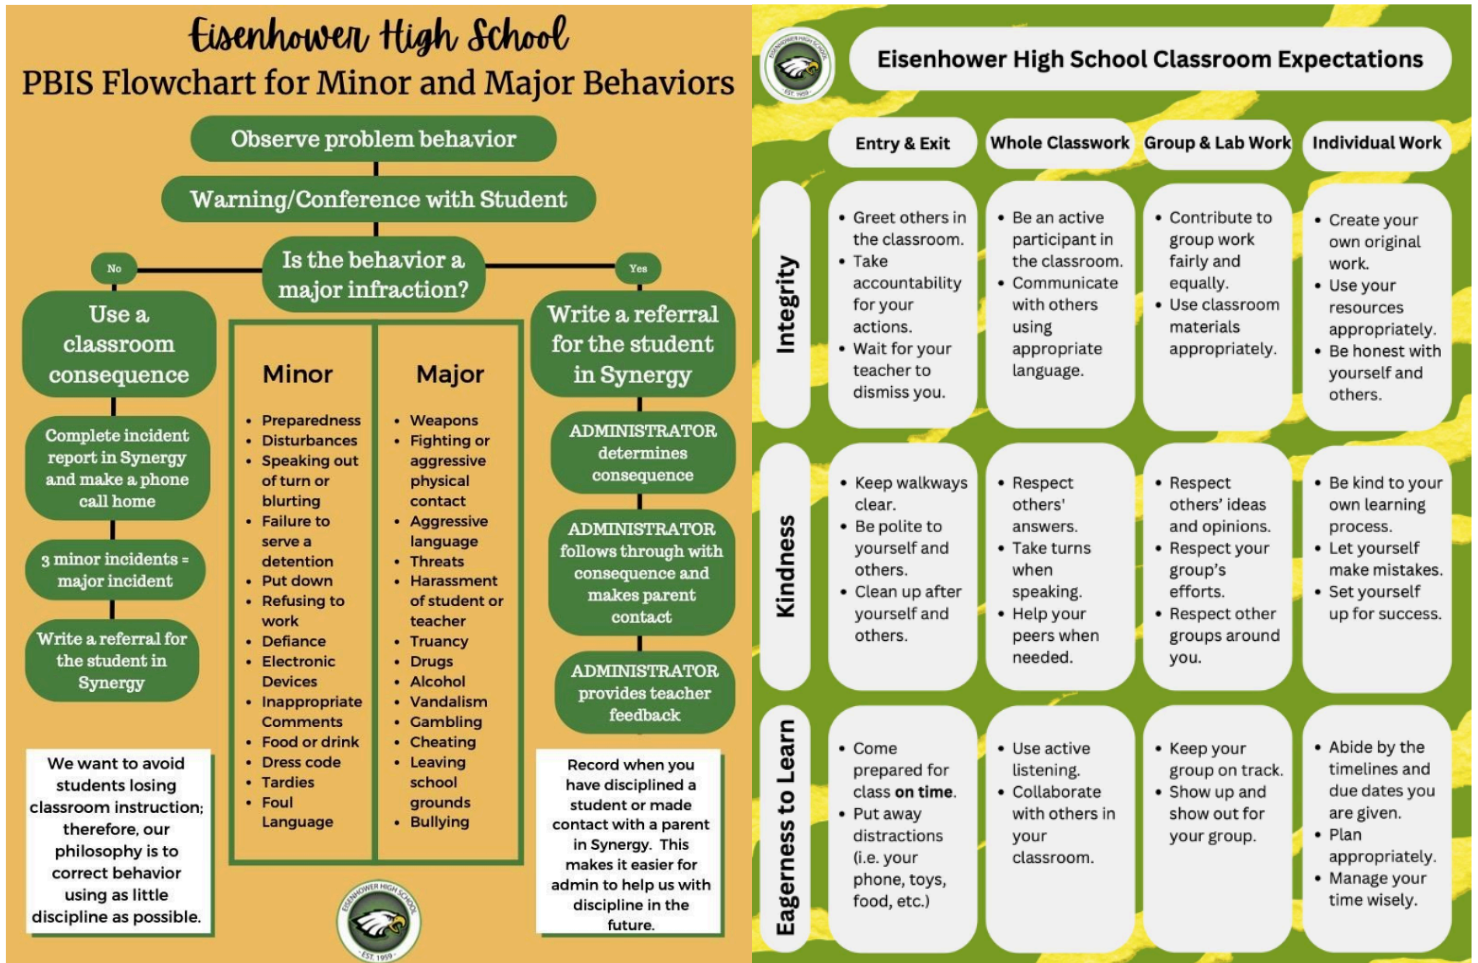 Eisenhower High School
PBIS Flowchart for Minor and Major Behaviors
Observe problem behavior
Warning/Conference with Student
Is the behavior a
major infraction?
No
Use a
classroom
consequence
Complete incident
report in Synergy
and make a phone
call home
3 minor incidents =
major incident
Write a referral for
the student in
Synergy
We want to avoid
students losing
classroom instruction;
therefore, our
philosophy is to
correct behavior
using as little
discipline as possible.
Minor
• Preparedness
• Disturbances
• Speaking out
of turn or
blurting
• Failure to
serve a
detention
• Put down
• Refusing to
work
• Defiance
• Electronic
Devices
• Inappropriate
Comments
• Food or drink
• Dress code
• Tardies
• Foul
Language
Major
• Weapons
• Fighting or
aggressive
physical
contact
• Aggressive
language
• Threats
• Harassment
of student or
teacher
• Truancy
• Drugs
• Alcohol
• Vandalism
• Gambling
• Cheating
• Leaving
school
grounds
• Bullying
Yes
Write a referral
for the student
in Synergy
ADMINISTRATOR
determines
consequence
ADMINISTRATOR
follows through with
consequence and
makes parent
contact
ADMINISTRATOR
provides teacher
feedback
Record when you
have disciplined a
student or made
contact with a parent
in Synergy. This
makes it easier for
admin to help us with
discipline in the
future.
EISENHOWER HIGH SCHOOL
- EST. 1959 -
EISENHOWER HIGH SCHOOL
- EST. 1959 -
Eisenhower High School Classroom Expectations
Entry & Exit
Whole Classwork
Group & Lab Work
Individual Work
Integrity
• Greet others in
the classroom.
• Take
accountability
for your
actions.
• Wait for your
teacher to
dismiss you.
• Be an active
participant in
the classroom.
• Communicate
with others
using
appropriate
language.
• Contribute to
group work
fairly and
equally.
• Use classroom
materials
appropriately.
• Create your
own original
work.
• Use your
resources
appropriately.
• Be honest with
yourself and
others.
Kindness
• Keep walkways
clear.
• Be polite to
yourself and
others.
• Clean up after
yourself and
others.
• Respect
others'
answers.
• Take turns
when
speaking.
• Help your
peers when
needed.
• Respect
others’ ideas
and opinions.
• Respect your
group’s
efforts.
• Respect other
groups around
you.
• Be kind to your
own learning
process.
• Let yourself
make mistakes.
• Set yourself
up for success.
Eagerness to Learn
• Come
prepared for
class on time.
• Put away
distractions
(i.e. your
phone, toys,
food, etc.)
• Use active
listening.
• Collaborate
with others in
your
classroom.
• Keep your
group on track.
• Show up and
show out for
your group.
• Abide by the
timelines and
due dates you
are given.
• Plan
appropriately.
• Manage your
time wisely.